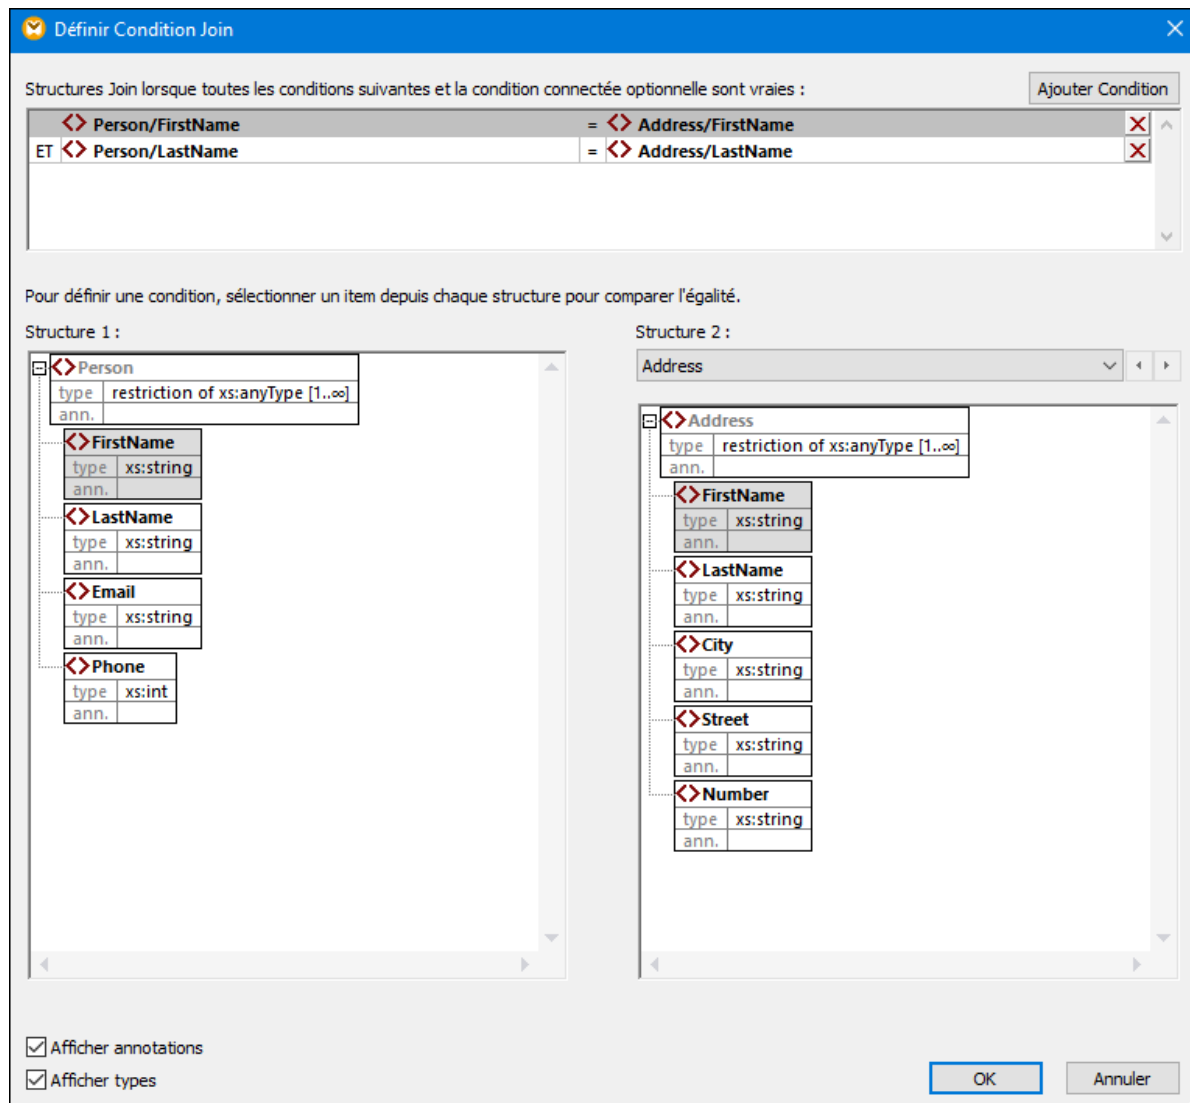 Définir Condition Join
Structures Join lorsque toutes les conditions suivantes et la condition connectée optionnelle sont vraies :
Ajouter Condition
Person/FirstName = Address/FirstName
ET Person/LastName = Address/LastName
Pour définir une condition, sélectionner un item depuis chaque structure pour comparer l'égalité.
Structure 1 :
Person
type restriction of xs:anyType [1..∞]
ann.
FirstName
type xs:string
ann.
LastName
type xs:string
ann.
Email
type xs:string
ann.
Phone
type xs:int
ann.
Structure 2 :
Address
Address
type restriction of xs:anyType [1..∞]
ann.
FirstName
type xs:string
ann.
LastName
type xs:string
ann.
City
type xs:string
ann.
Street
type xs:string
ann.
Number
type xs:string
ann.
Afficher annotations
Afficher types
OK
Annuler